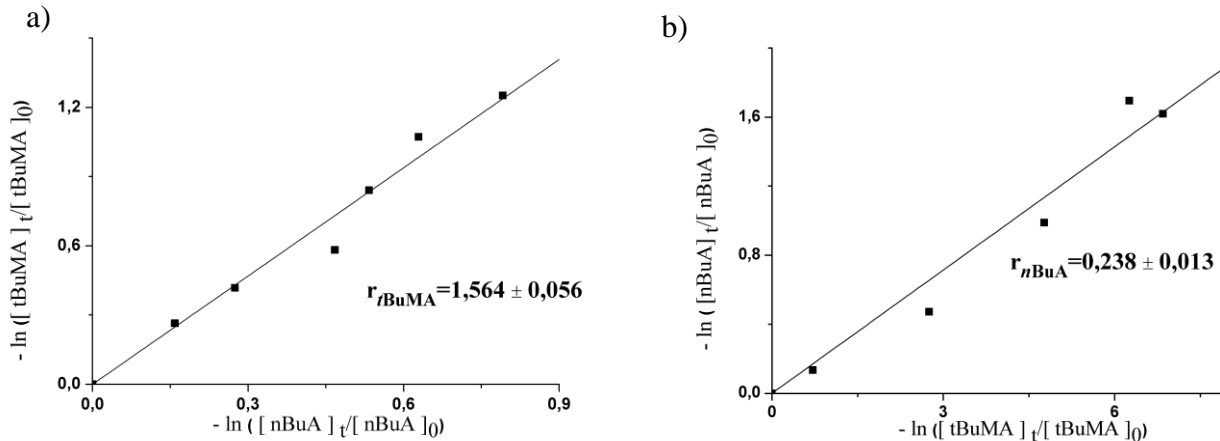 a)
- ln ([ tBuMA ] t/[ tBuMA ]0)
1,2
0,6
0,0
rtBuMA=1,564 ± 0,056
0,0
0,3
0,6
0,9
- ln ( [ nBuA ] t/[ nBuA ]0)
b)
- ln ( [nBuA] t/[ nBuA ]0)
1,6
0,8
0,0
rnBuA=0,238 ± 0,013
0
3
6
- ln ([ tBuMA ] t/[ tBuMA ]0)